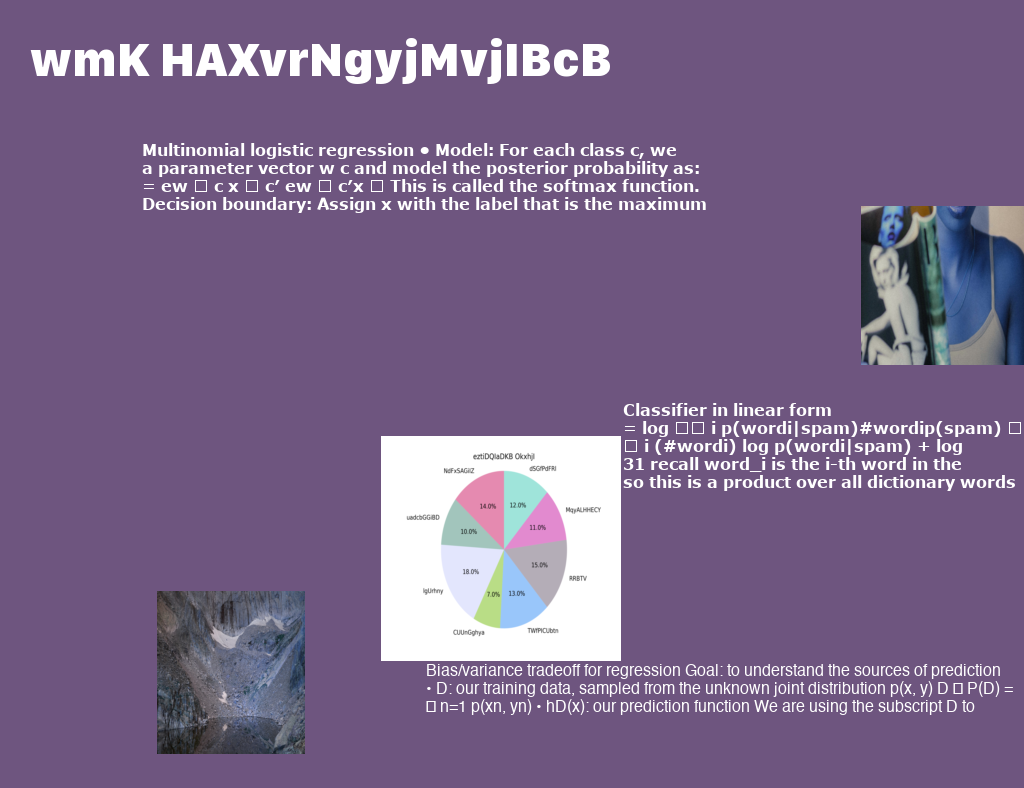 wmK HAXvrNgyjMvjIBcB
Multinomial logistic regression • Model: For each class c, we
a parameter vector w c and model the posterior probability as:
= ew □ c x □ c′ ew □ c′x □ This is called the softmax function.
Decision boundary: Assign x with the label that is the maximum
Classifier in linear form
= log □□ i p(wordi|spam)#wordip(spam) □
□ i (#wordi) log p(wordi|spam) + log
31 recall word_i is the i-th word in the
so this is a product over all dictionary words
eztiDQlaDKB Okxhjl
NdFxSAGiIZ
dSGfPdFRI
14.0%
12.0%
uadcbGGiBD
MqyALHHECY
10.0%
11.0%
18.0%
15.0%
IgUrhny
RRBTV
7.0%
13.0%
CUUnGghya
TWfPICUbtn
Bias/variance tradeoff for regression Goal: to understand the sources of prediction
• D: our training data, sampled from the unknown joint distribution p(x, y) D □ P(D) =
□ n=1 p(xn, yn) • hD(x): our prediction function We are using the subscript D to